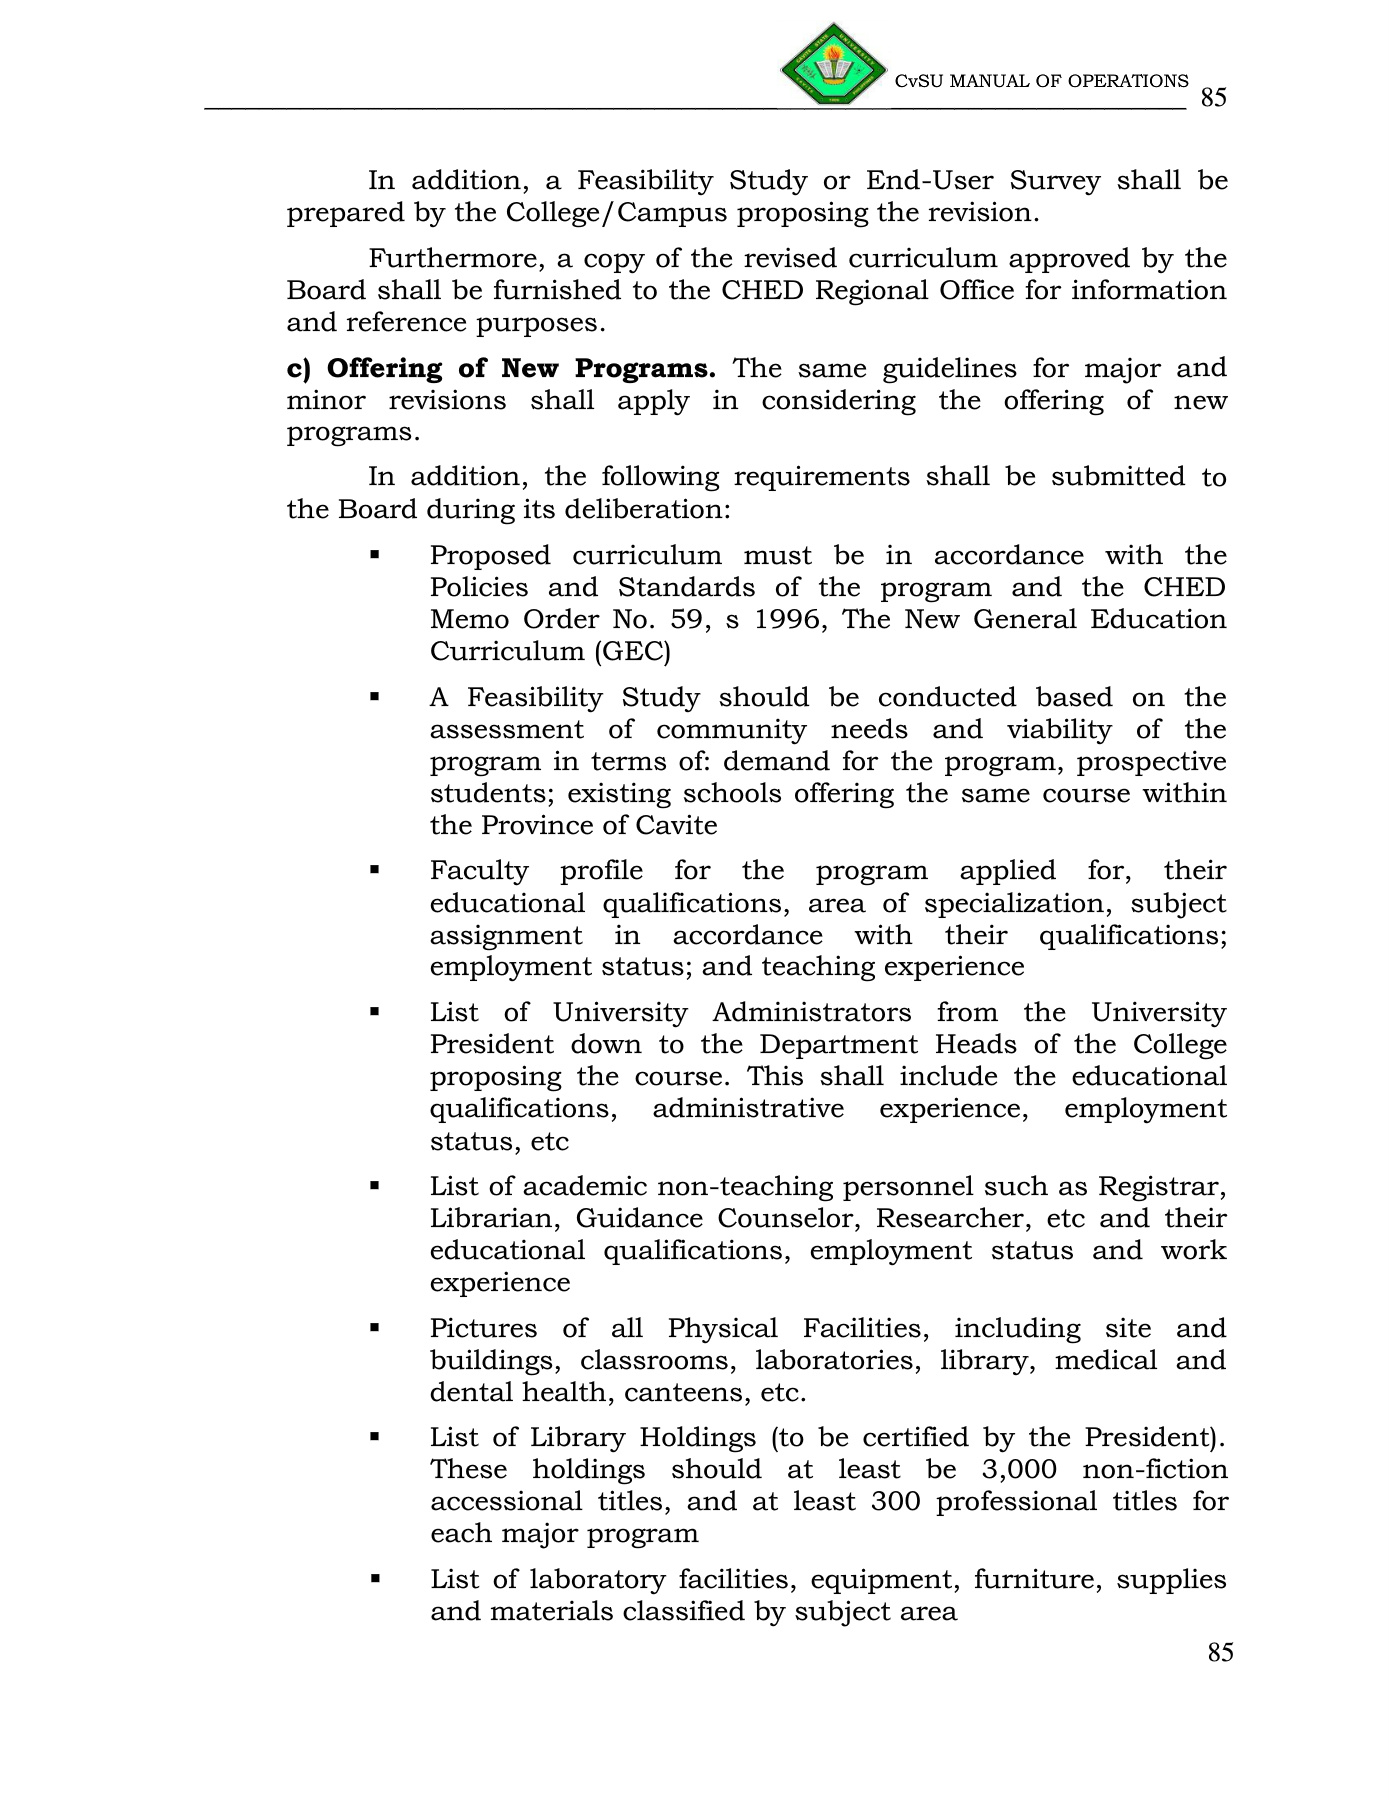 CvSU MANUAL OF OPERATIONS
85
In addition, a Feasibility Study or End-User Survey shall be
prepared by the College/Campus proposing the revision.
Furthermore, a copy of the revised curriculum approved by the
Board shall be furnished to the CHED Regional Office for information
and reference purposes.
c) Offering of New Programs. The same guidelines for major and
minor revisions shall apply in considering the offering of new
programs.
In addition, the following requirements shall be submitted to
the Board during its deliberation:
▪ Proposed curriculum must be in accordance with the
Policies and Standards of the program and the CHED
Memo Order No. 59, s 1996, The New General Education
Curriculum (GEC)
▪ A Feasibility Study should be conducted based on the
assessment of community needs and viability of the
program in terms of: demand for the program, prospective
students; existing schools offering the same course within
the Province of Cavite
▪ Faculty profile for the program applied for, their
educational qualifications, area of specialization, subject
assignment in accordance with their qualifications;
employment status; and teaching experience
▪ List of University Administrators from the University
President down to the Department Heads of the College
proposing the course. This shall include the educational
qualifications, administrative experience, employment
status, etc
▪ List of academic non-teaching personnel such as Registrar,
Librarian, Guidance Counselor, Researcher, etc and their
educational qualifications, employment status and work
experience
▪ Pictures of all Physical Facilities, including site and
buildings, classrooms, laboratories, library, medical and
dental health, canteens, etc.
▪ List of Library Holdings (to be certified by the President).
These holdings should at least be 3,000 non-fiction
accessional titles, and at least 300 professional titles for
each major program
▪ List of laboratory facilities, equipment, furniture, supplies
and materials classified by subject area
85